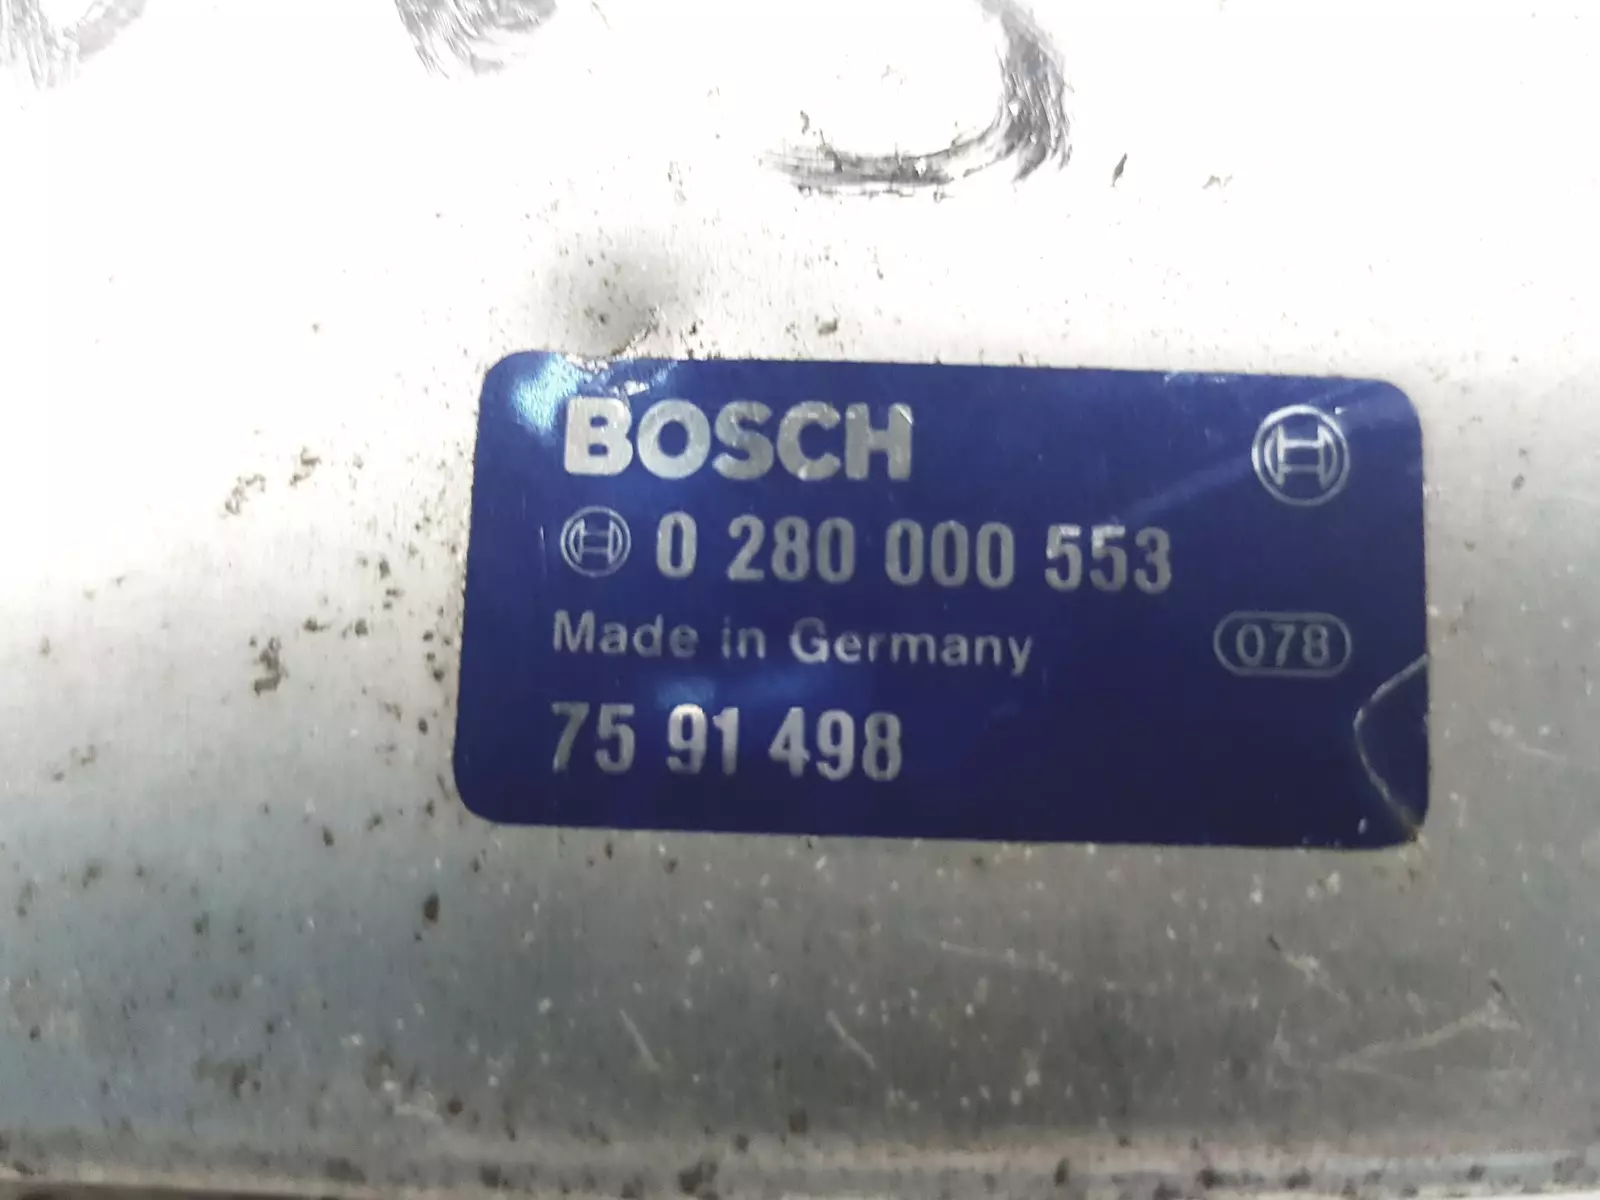 BOSCH
0 280 000 553
Made in Germany 078
75 91 498